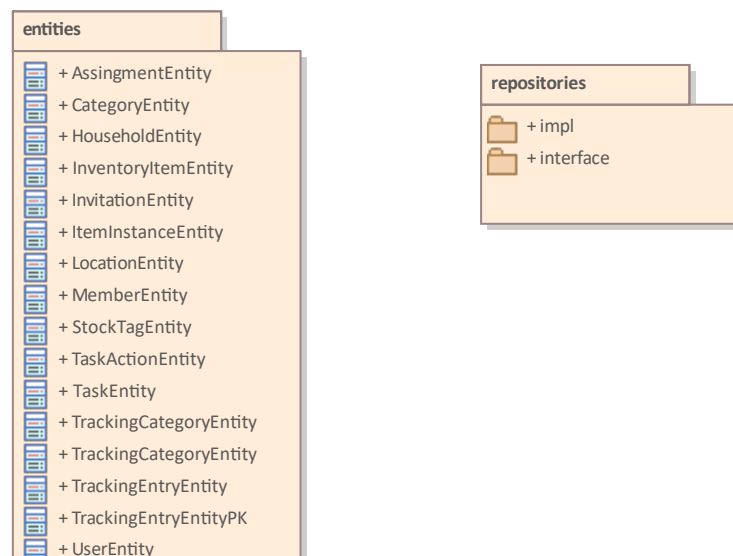 entities
+ AssingmentEntity
+ CategoryEntity
+ HouseholdEntity
+ InventoryItemEntity
+ InvitationEntity
+ ItemInstanceEntity
+ LocationEntity
+ MemberEntity
+ StockTagEntity
+ TaskActionEntity
+ TaskEntity
+ TrackingCategoryEntity
+ TrackingCategoryEntity
+ TrackingEntryEntity
+ TrackingEntryEntityPK
+ UserEntity
repositories
+ impl
+ interface